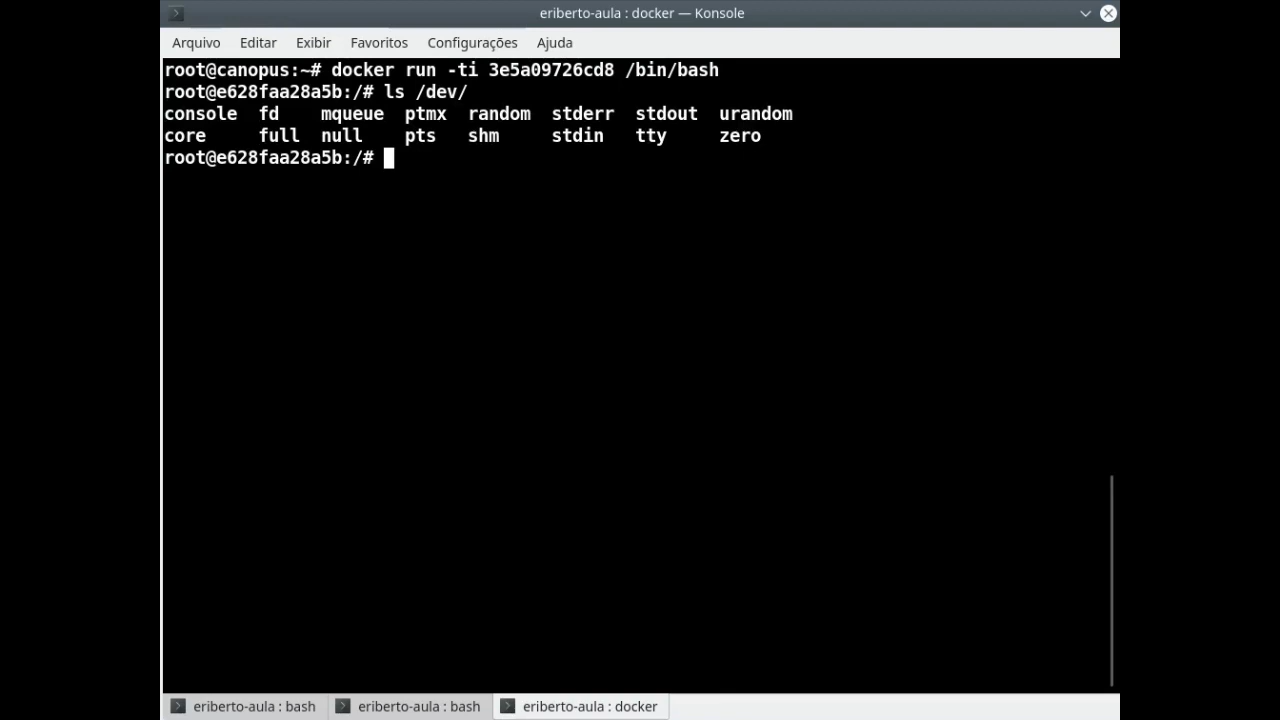 eriberto-aula : docker — Konsole
Arquivo Editar Exibir Favoritos Configurações Ajuda
root@canopus:~# docker run -ti 3e5a09726cd8 /bin/bash
root@e628faa28a5b:/# ls /dev/
console fd mqueue ptmx random stderr stdout urandom
core full null pts shm stdin tty zero
root@e628faa28a5b:/#
eriberto-aula : bash eriberto-aula : bash eriberto-aula : docker